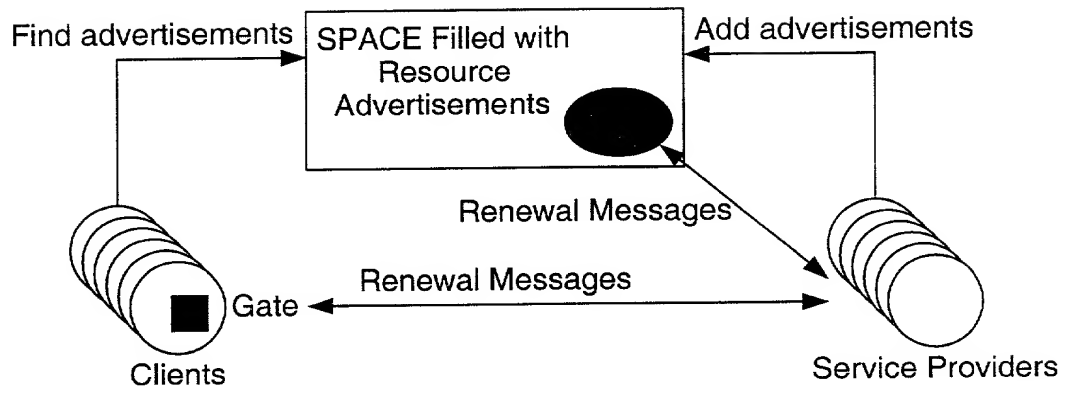 Find advertisements
SPACE Filled with
Resource
Advertisements
Add advertisements
Renewal Messages
Renewal Messages
Gate
Clients
Service Providers